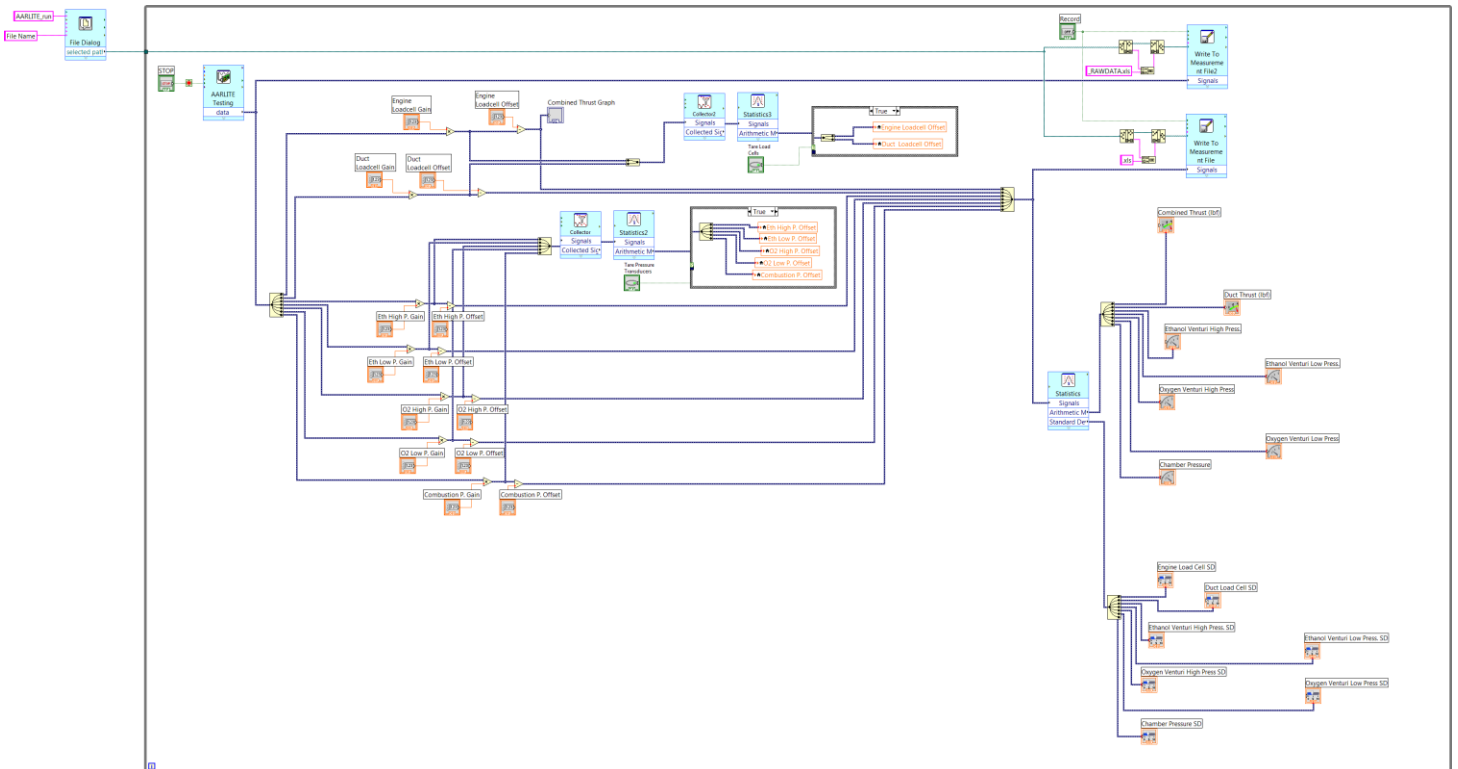 AARLITE_run
File Name
File Dialog
selected path
STOP
AARLITE
Testing
data
Record
_RAWDATA.xls
Write To
Measureme
nt File2
Signals
.xls
Write To
Measureme
nt File
Signals
Engine
Loadcell Gain
Engine
Loadcell Offset
Combined Thrust Graph
Collector2
Signals
Collected Sig
Statistics3
Signals
Arithmetic M
Tare Load
Cells
True
Engine Loadcell Offset
Duct Loadcell Offset
Duct
Loadcell Gain
Duct
Loadcell Offset
Collector
Signals
Collected Sig
Statistics2
Signals
Arithmetic M
Tare Pressure
Transducers
True
Eth High P. Offset
Eth Low P. Offset
O2 High P. Offset
O2 Low P. Offset
Combustion P. Offset
Eth High P. Gain
Eth High P. Offset
Eth Low P. Gain
Eth Low P. Offset
O2 High P. Gain
O2 High P. Offset
O2 Low P. Gain
O2 Low P. Offset
Combustion P. Gain
Combustion P. Offset
Statistics
Signals
Arithmetic M
Standard De
Combined Thrust (lbf)
Duct Thrust (lbf)
Ethanol Venturi High Press.
Ethanol Venturi Low Press.
Oxygen Venturi High Press
Oxygen Venturi Low Press
Chamber Pressure
Engine Load Cell SD
Duct Load Cell SD
Ethanol Venturi High Press. SD
Ethanol Venturi Low Press. SD
Oxygen Venturi High Press SD
Oxygen Venturi Low Press SD
Chamber Pressure SD
i